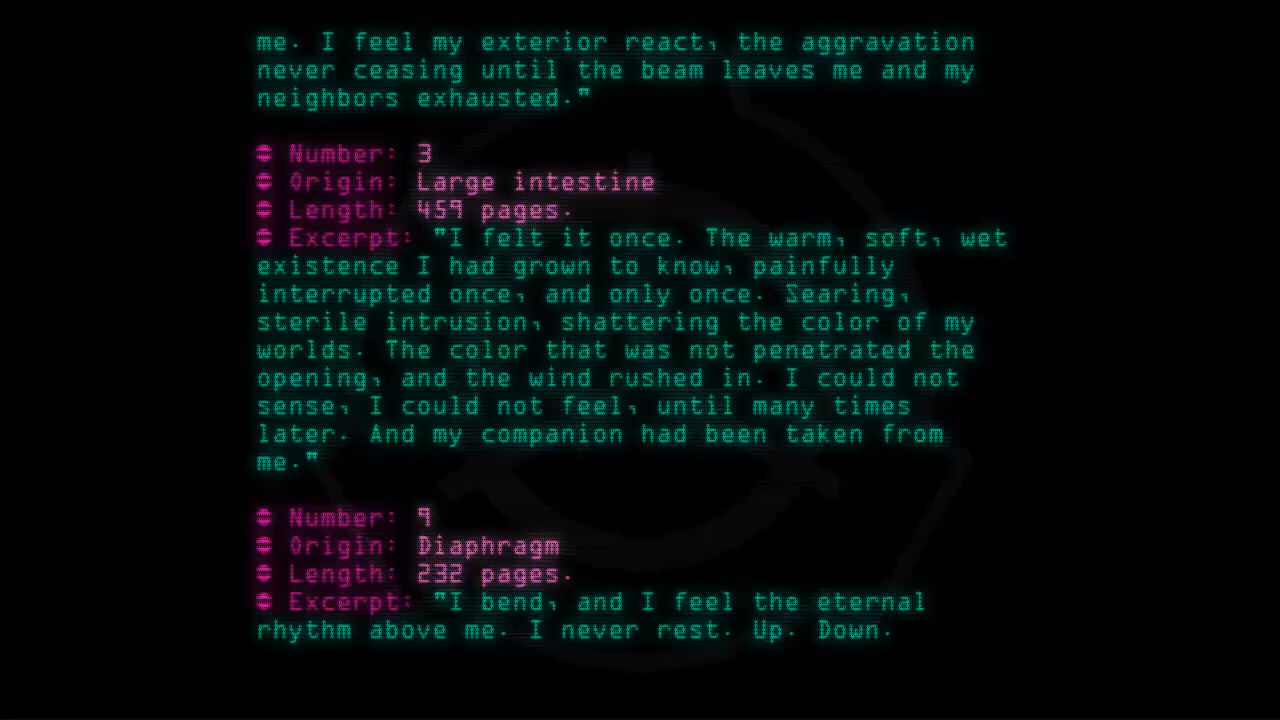 me. I feel my exterior react, the aggravation
never ceasing until the beam leaves me and my
neighbors exhausted."
Number: 3
Origin: Large intestine
Length: 459 pages.
Excerpt: "I felt it once. The warm, soft, wet
existence I had grown to know, painfully
interrupted once, and only once. Searing,
sterile intrusion, shattering the color of my
worlds. The color that was not penetrated the
opening, and the wind rushed in. I could not
sense, I could not feel, until many times
later. And my companion had been taken from
me."
Number: 9
Origin: Diaphragm
Length: 232 pages.
Excerpt: "I bend, and I feel the eternal
rhythm above me. I never rest. Up. Down.